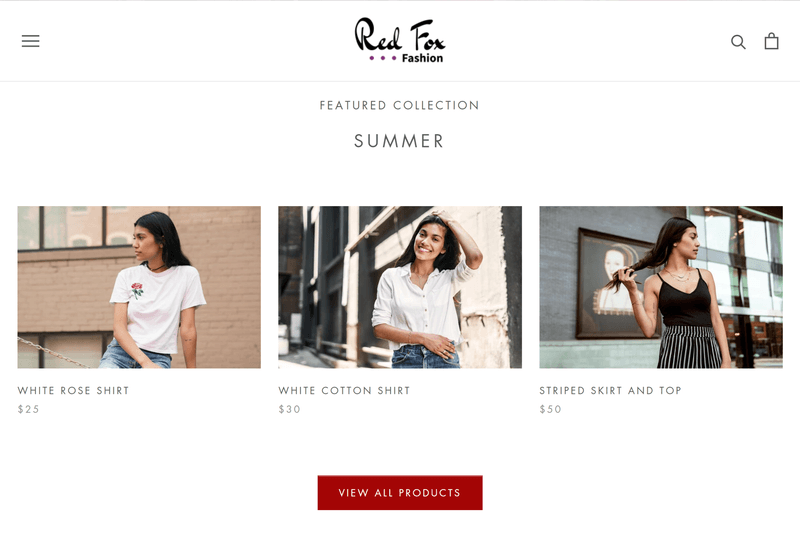 Red Fox
Fashion
FEATURED COLLECTION
SUMMER
WHITE ROSE SHIRT
$25
WHITE COTTON SHIRT
$30
STRIPED SKIRT AND TOP
$50
VIEW ALL PRODUCTS